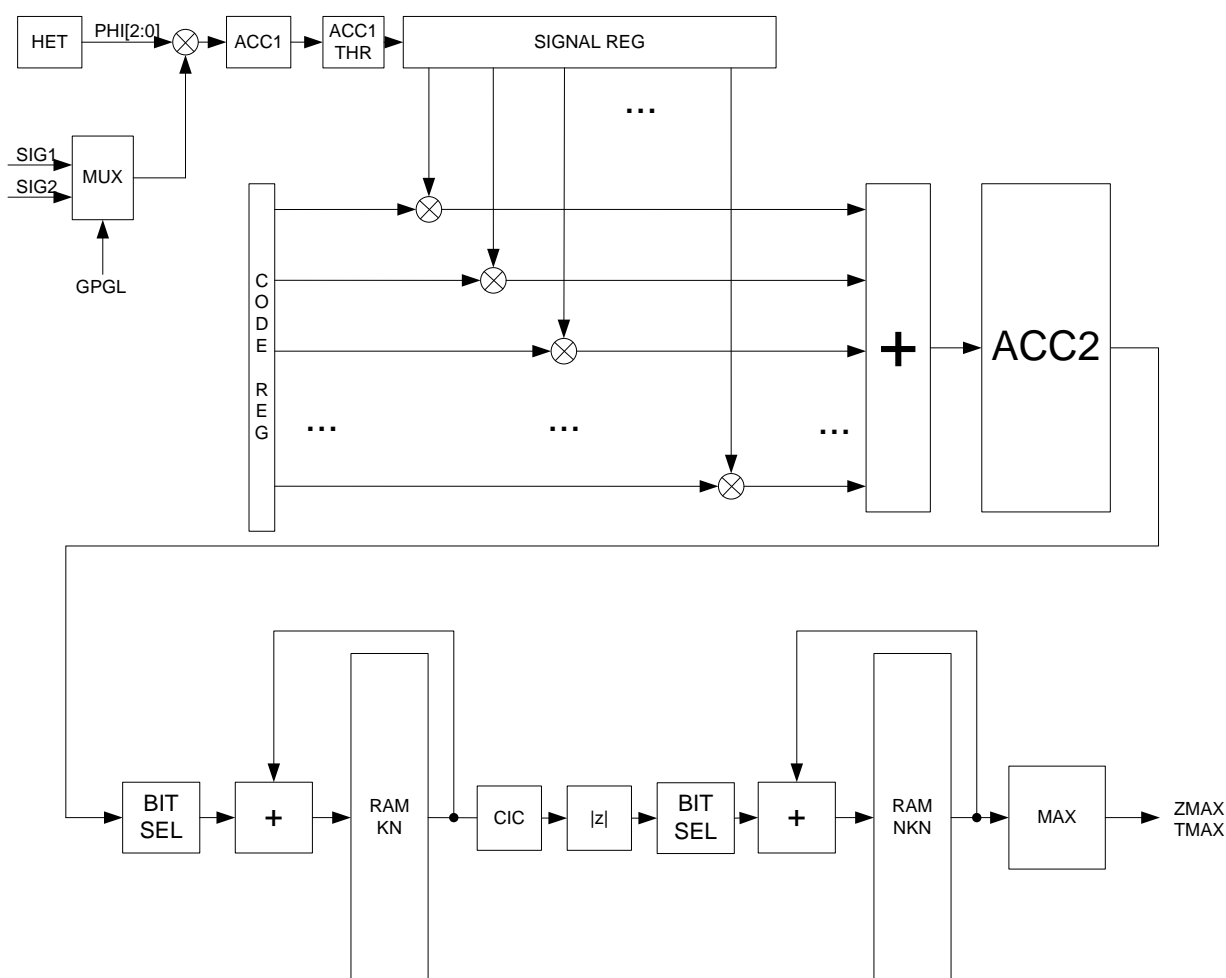 HET
PHI[2:0]
ACC1
ACC1
THR
SIGNAL REG
...
SIG1
SIG2
MUX
GPGL
C
O
D
E
R
E
G
+
ACC2
...
...
...
BIT
SEL
+
RAM
KN
CIC
|z|
BIT
SEL
+
RAM
NKN
MAX
ZMAX
TMAX